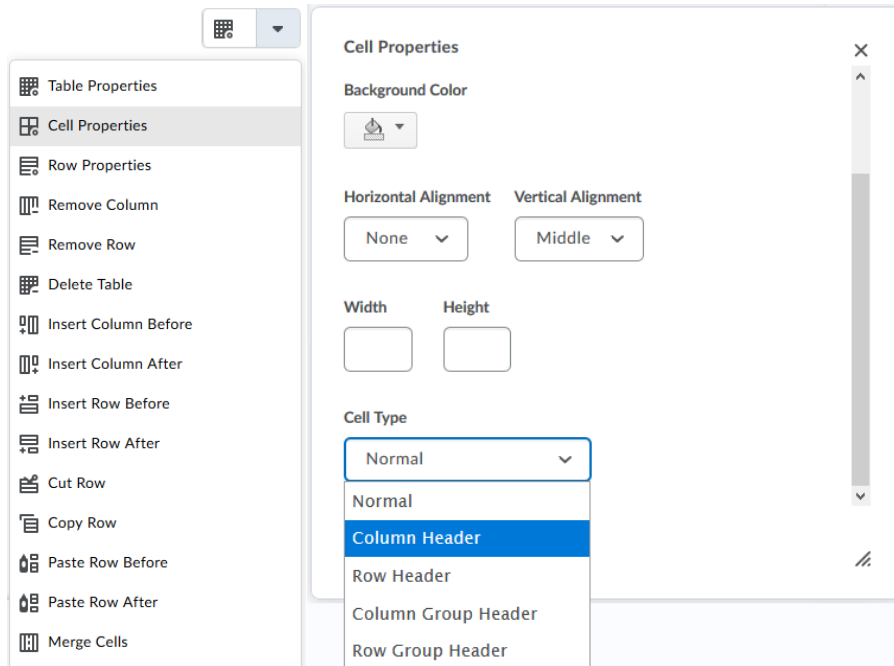 Table Properties
Cell Properties
Row Properties
Remove Column
Remove Row
Delete Table
Insert Column Before
Insert Column After
Insert Row Before
Insert Row After
Cut Row
Copy Row
Paste Row Before
Paste Row After
Merge Cells
Cell Properties
Background Color
Horizontal Alignment Vertical Alignment
None Middle
Width Height
Cell Type
Normal
Normal
Column Header
Row Header
Column Group Header
Row Group Header